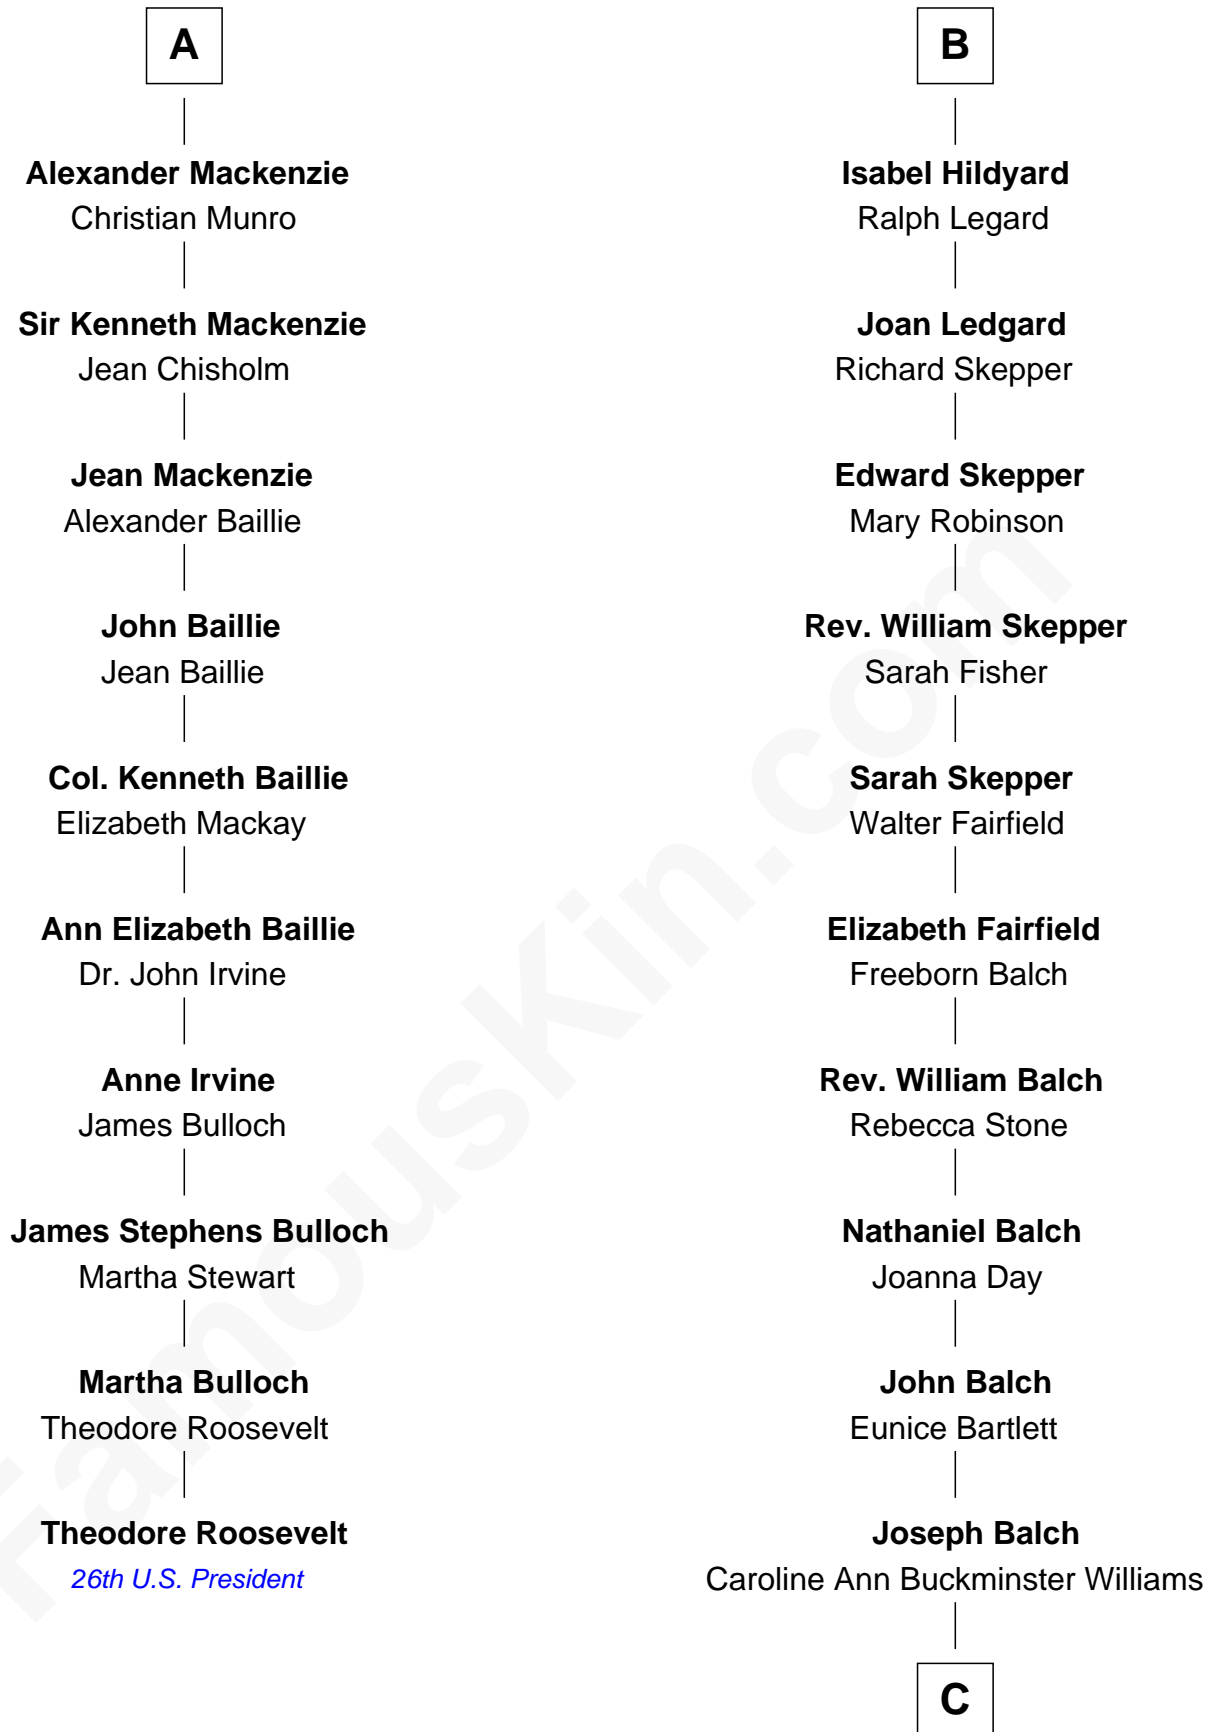 A
Alexander Mackenzie
Christian Munro
Sir Kenneth Mackenzie
Jean Chisholm
Jean Mackenzie
Alexander Baillie
John Baillie
Jean Baillie
Col. Kenneth Baillie
Elizabeth Mackay
Ann Elizabeth Baillie
Dr. John Irvine
Anne Irvine
James Bulloch
James Stephens Bulloch
Martha Stewart
Martha Bulloch
Theodore Roosevelt
Theodore Roosevelt
26th U.S. President
B
Isabel Hildyard
Ralph Legard
Joan Ledgard
Richard Skepper
Edward Skepper
Mary Robinson
Rev. William Skepper
Sarah Fisher
Sarah Skepper
Walter Fairfield
Elizabeth Fairfield
Freeborn Balch
Rev. William Balch
Rebecca Stone
Nathaniel Balch
Joanna Day
John Balch
Eunice Bartlett
Joseph Balch
Caroline Ann Buckminster Williams
C
FamousKin.com